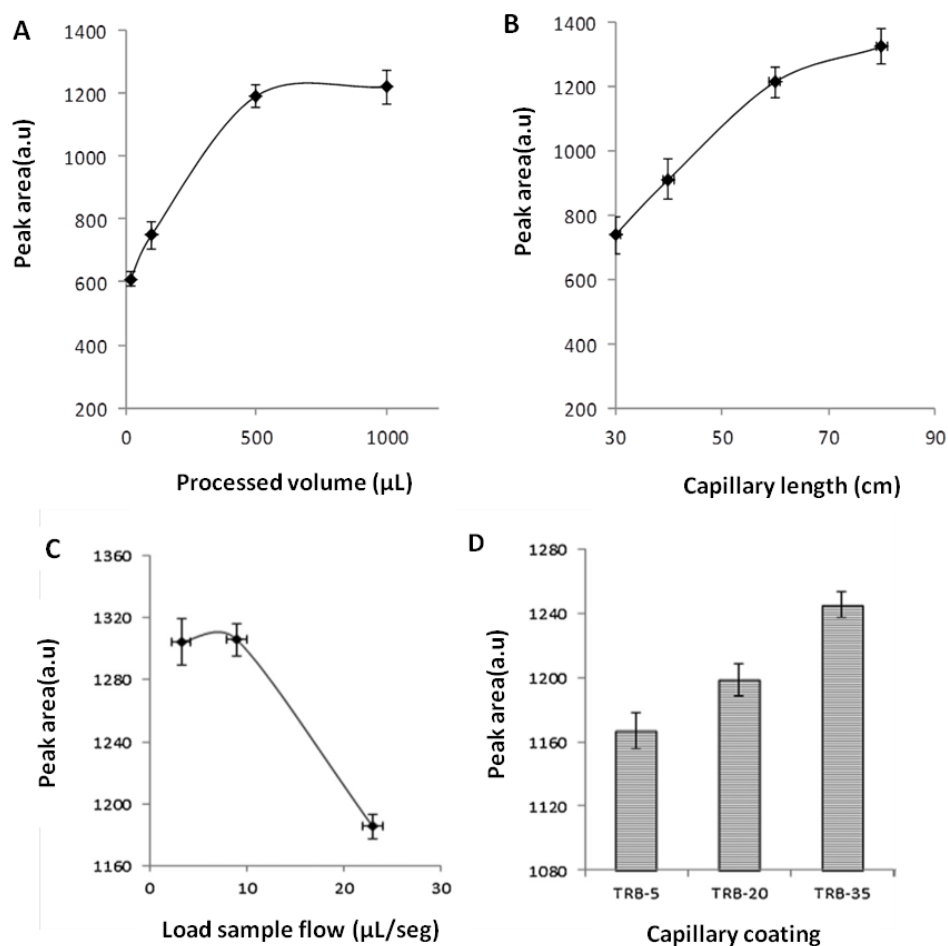 A
Peak area(a.u)
1400
1200
1000
800
600
400
200
0
500
1000
Processed volume (μL)
B
Peak area(a.u)
1400
1200
1000
800
600
400
200
30
50
70
90
Capillary length (cm)
C
Peak area(a.u)
1360
1320
1280
1240
1200
1160
0
10
20
30
Load sample flow (μL/seg)
D
Peak area(a.u)
1280
1240
1200
1160
1120
1080
TRB-5
TRB-20
TRB-35
Capillary coating